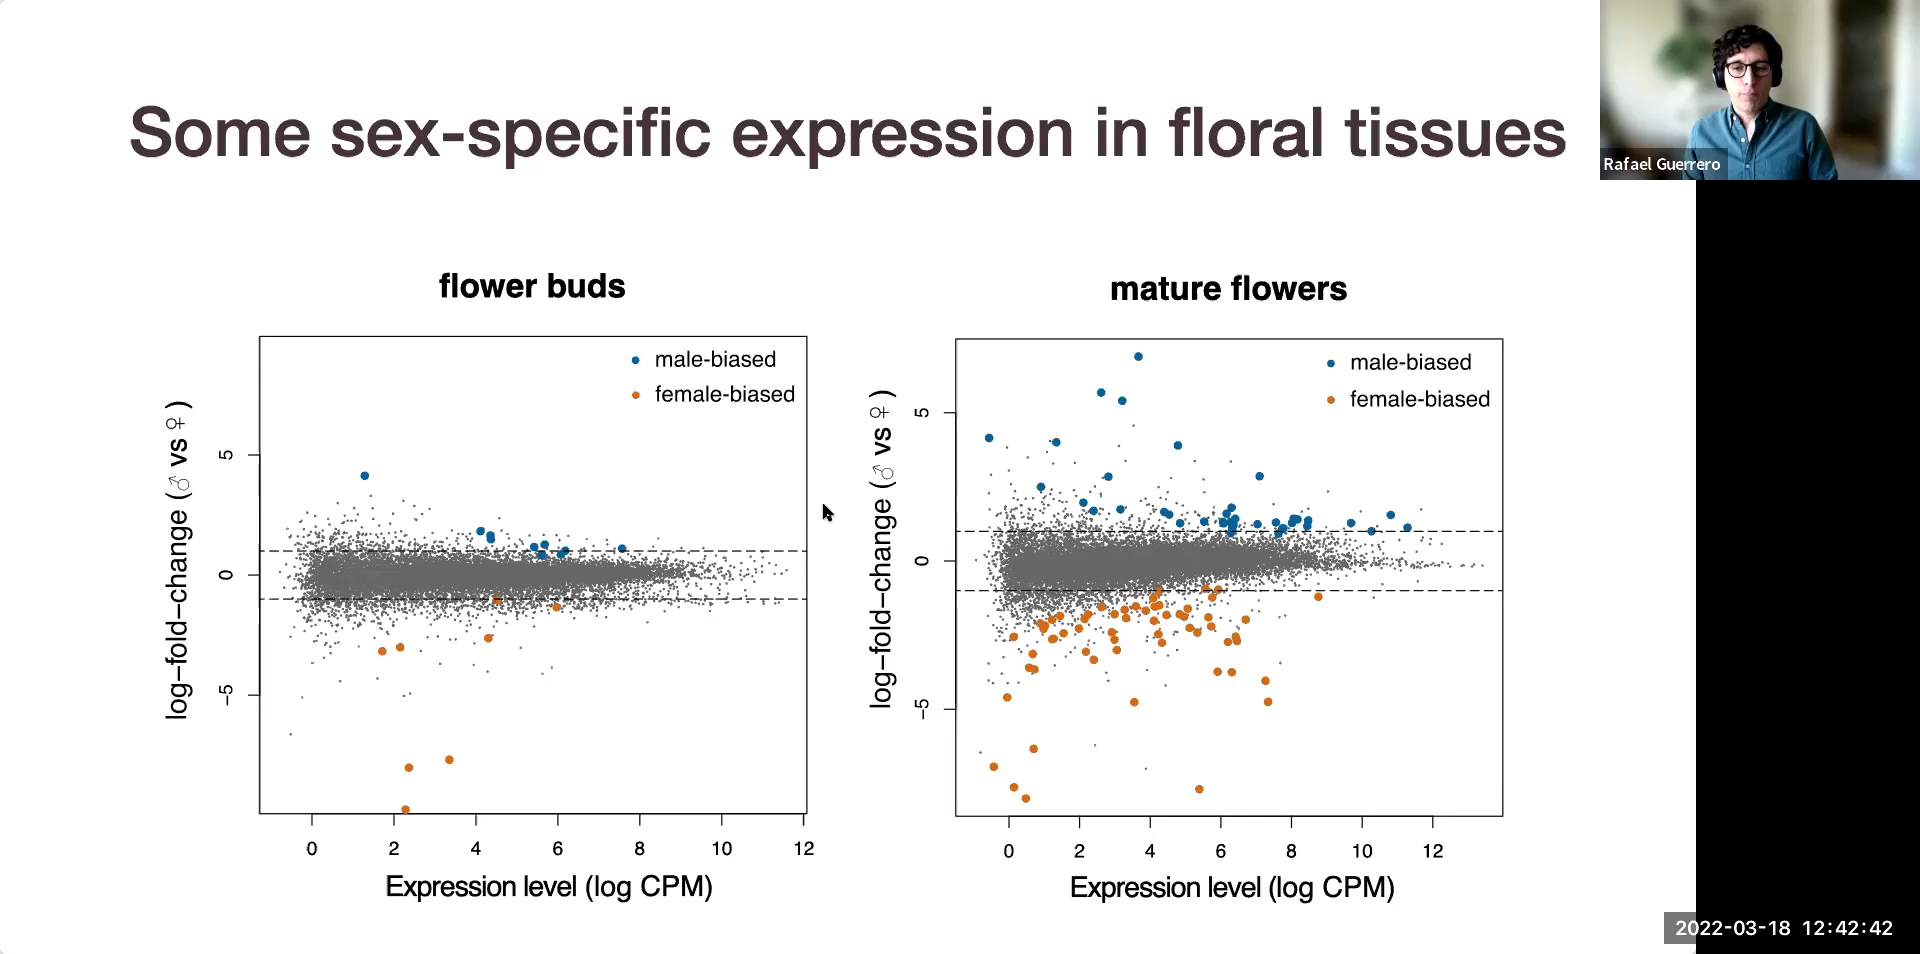 Some sex-specific expression in floral tissues
Rafael Guerrero
flower buds
male-biased
female-biased
log−fold−change (♂ vs ♀)
5
0
−5
0 2 4 6 8 10 12
Expression level (log CPM)
mature flowers
male-biased
female-biased
log−fold−change (♂ vs ♀)
5
0
−5
0 2 4 6 8 10 12
Expression level (log CPM)
2022-03-18 12:42:42